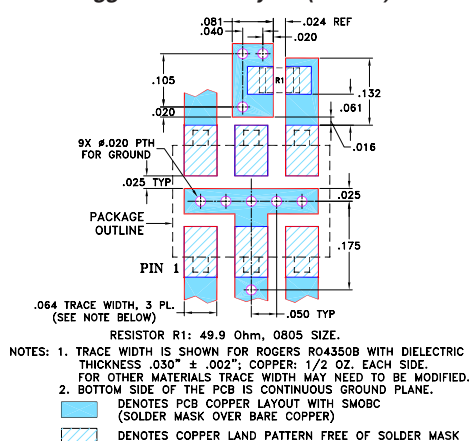 .081
.024 REF
.040
.020
R1
.105
.132
.020
.061
.016
9X ø.020 PTH
FOR GROUND
.025 TYP
.025
PACKAGE
OUTLINE
.175
PIN 1
.064 TRACE WIDTH, 3 PL.
(SEE NOTE BELOW)
.050 TYP
RESISTOR R1: 49.9 Ohm, 0805 SIZE.
NOTES: 1. TRACE WIDTH IS SHOWN FOR ROGERS RO4350B WITH DIELECTRIC
THICKNESS .030" ± .002"; COPPER: 1/2 OZ. EACH SIDE.
FOR OTHER MATERIALS TRACE WIDTH MAY NEED TO BE MODIFIED.
2. BOTTOM SIDE OF THE PCB IS CONTINUOUS GROUND PLANE.
DENOTES PCB COPPER LAYOUT WITH SMOBC
(SOLDER MASK OVER BARE COPPER)
DENOTES COPPER LAND PATTERN FREE OF SOLDER MASK